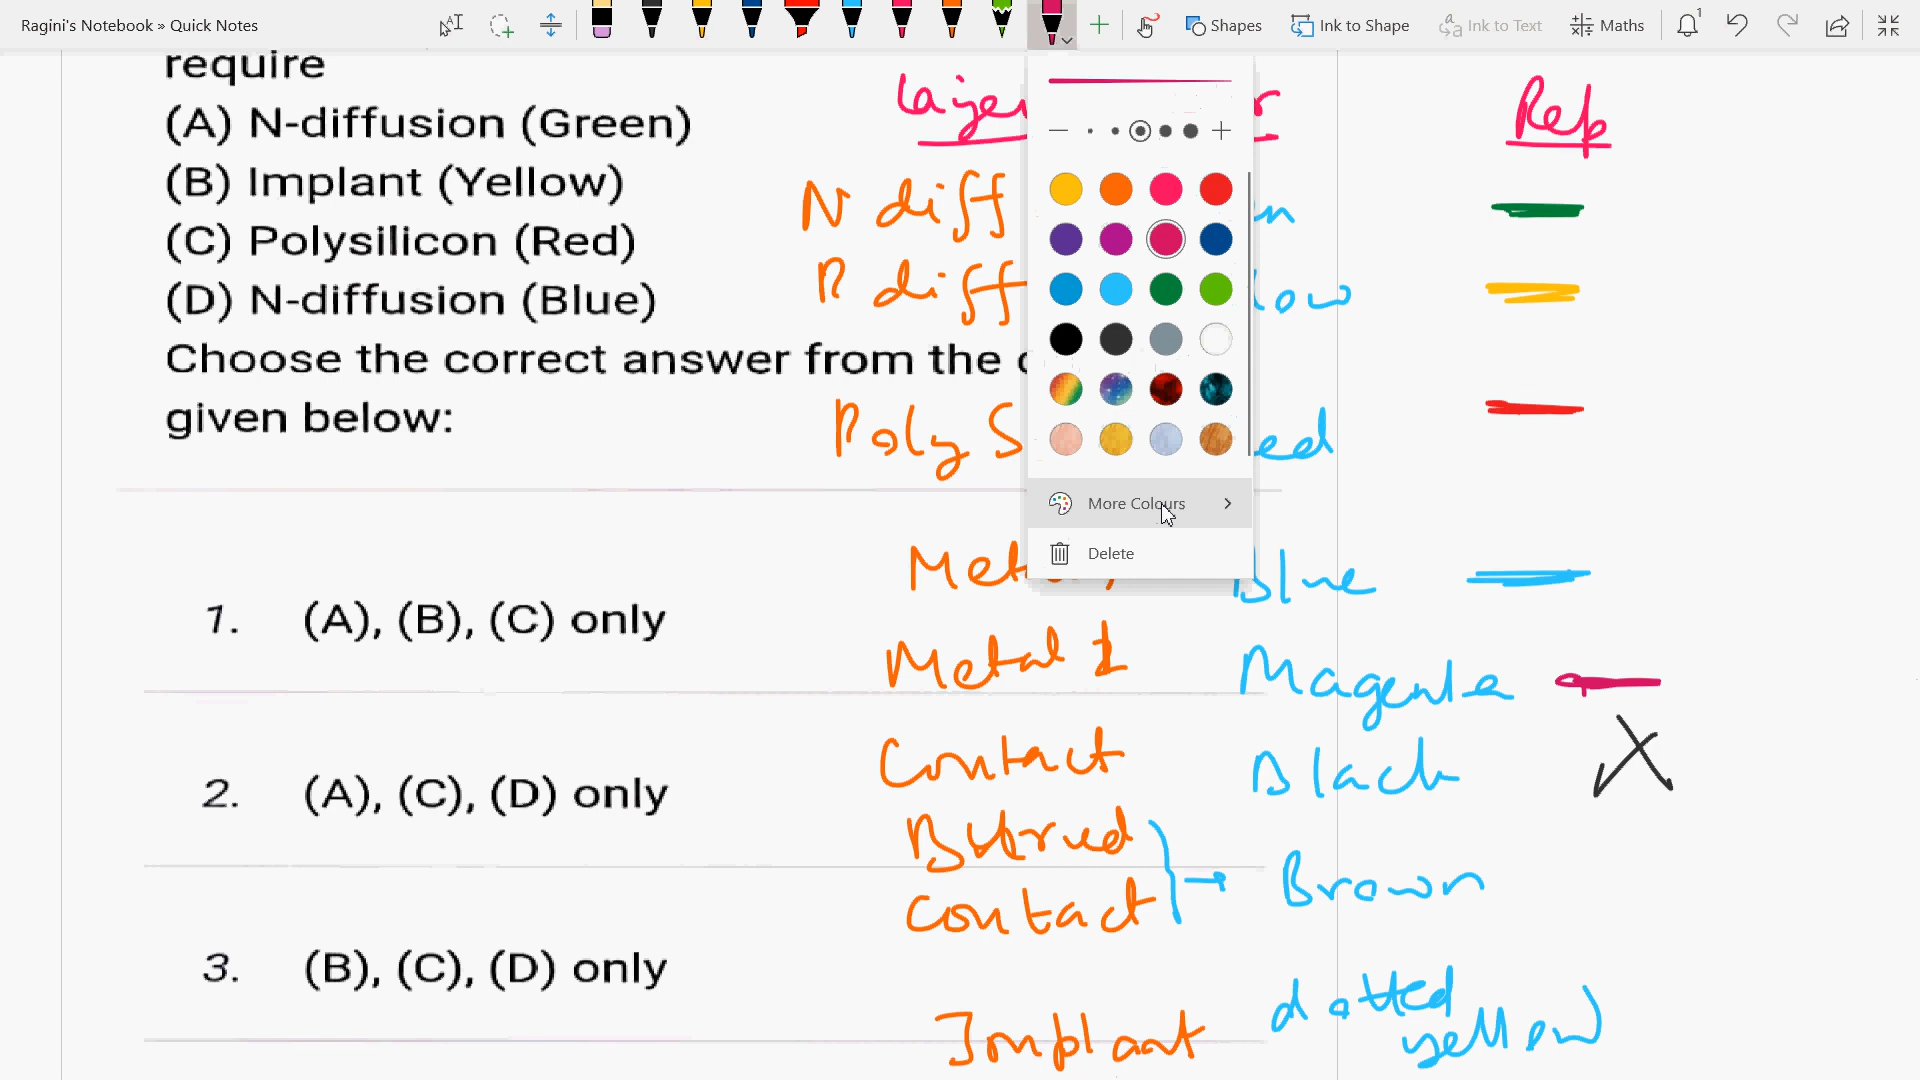 Ragini's Notebook » Quick Notes
Shapes
Ink to Shape
Ink to Text
Maths
1
require
(A) N-diffusion (Green)
(B) Implant (Yellow)
(C) Polysilicon (Red)
(D) N-diffusion (Blue)
Choose the correct answer from the
given below:
1. (A), (B), (C) only
2. (A), (C), (D) only
3. (B), (C), (D) only
More Colours
Delete
Rep
N diff
P diff
Poly S
Blue
Metal 2
Magenta
Contact
Black
Contact
Brown
Implant
dotted
yellow